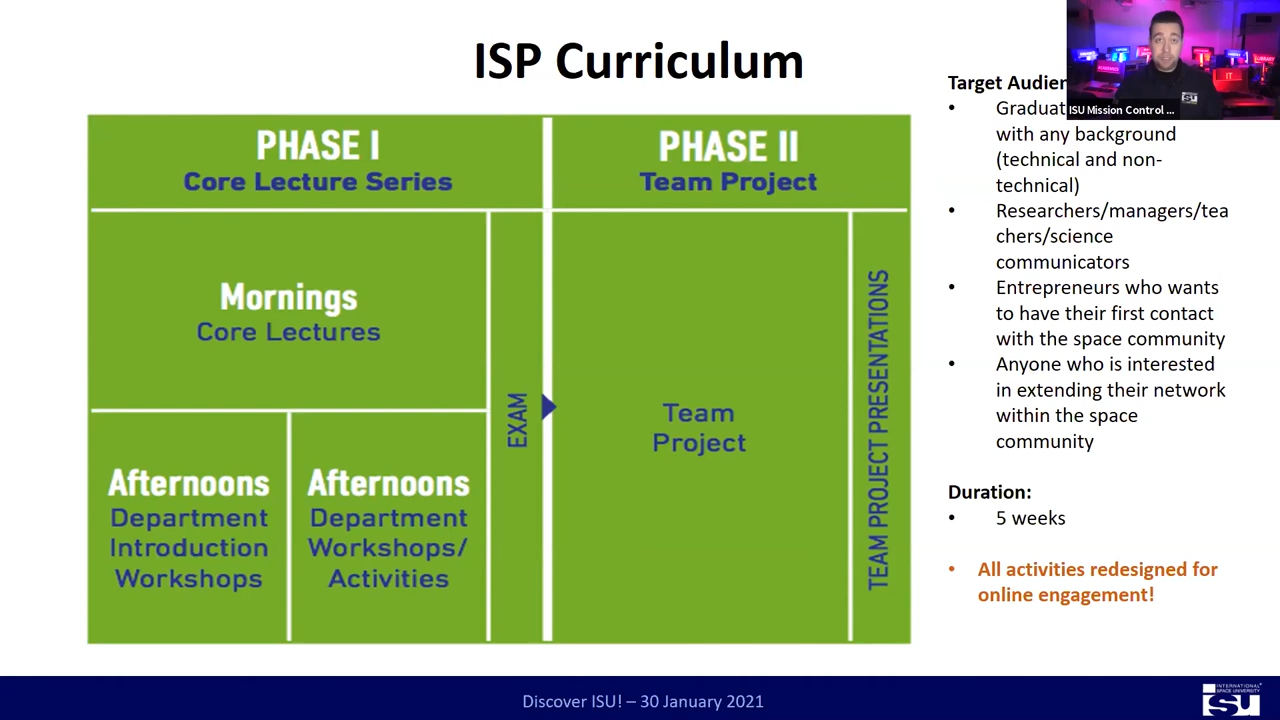 ISP Curriculum
PHASE I
Core Lecture Series
PHASE II
Team Project
Mornings
Core Lectures
Afternoons
Department
Introduction
Workshops
Afternoons
Department
Workshops/
Activities
EXAM
Team
Project
TEAM PROJECT PRESENTATIONS
Target Audien
• Graduat
with any background
(technical and non-
technical)
• Researchers/managers/tea
chers/science
communicators
• Entrepreneurs who wants
to have their first contact
with the space community
• Anyone who is interested
in extending their network
within the space
community
Duration:
• 5 weeks
• All activities redesigned for
online engagement!
IT
ISU Mission Control ...
Discover ISU! – 30 January 2021
INTERNATIONAL
SPACE UNIVERSITY
isu